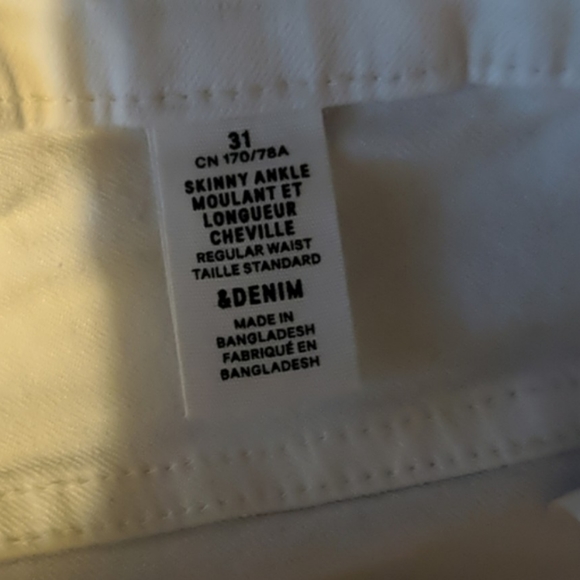 31
CN 170/78A
SKINNY ANKLE
MOULANT ET
LONGUEUR
CHEVILLE
REGULAR WAIST
TAILLE STANDARD
&DENIM
MADE IN
BANGLADESH
FABRIQUÉ EN
BANGLADESH